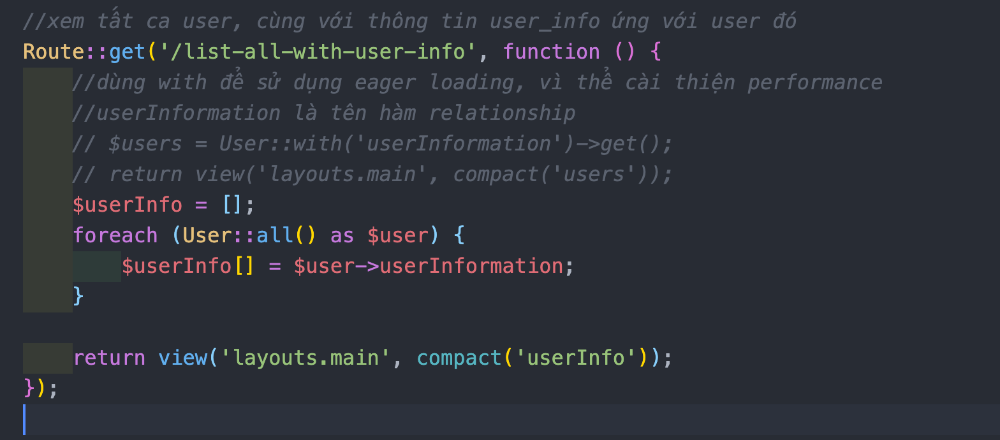 //xem tất ca user, cùng với thông tin user_info ứng với user đó
Route::get('/list-all-with-user-info', function () {
    //dùng with để sử dụng eager loading, vì thể cài thiện performance
    //userInformation là tên hàm relationship
    // $users = User::with('userInformation')->get();
    // return view('layouts.main', compact('users'));
    $userInfo = [];
    foreach (User::all() as $user) {
        $userInfo[] = $user->userInformation;
    }
    return view('layouts.main', compact('userInfo'));
});